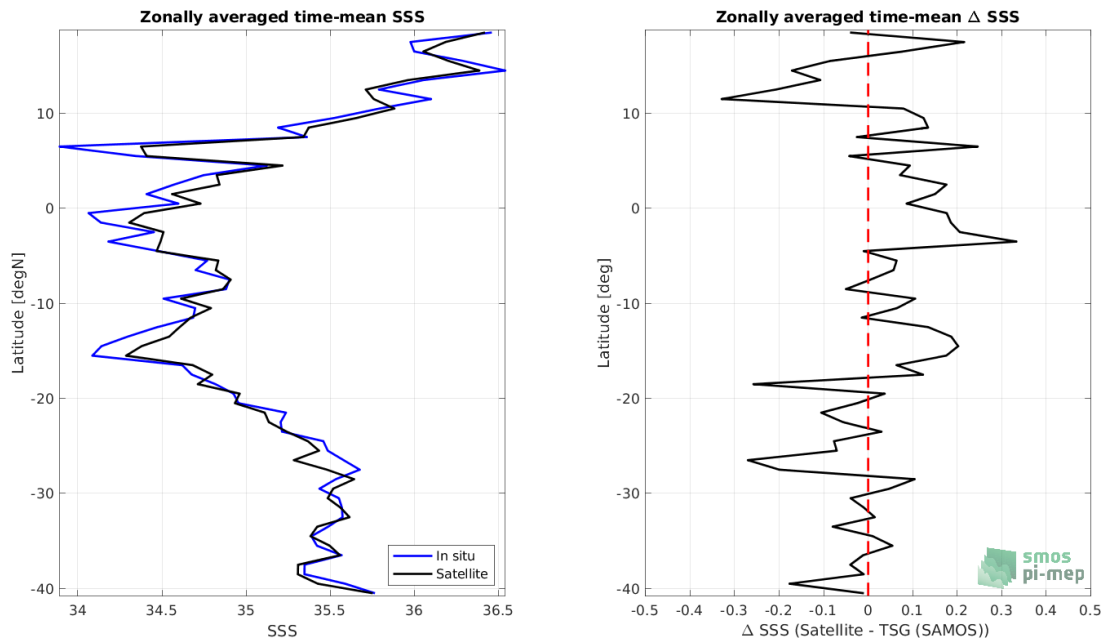 Zonally averaged time-mean SSS
10
0
-10
-20
-30
-40
Latitude [degN]
34
34.5
35
35.5
36
36.5
SSS
In situ
Satellite
Zonally averaged time-mean Δ SSS
10
0
-10
-20
-30
-40
Latitude [deg]
-0.5
-0.4
-0.3
-0.2
-0.1
0
0.1
0.2
0.3
0.4
0.5
Δ SSS (Satellite - TSG (SAMOS))
smos
pi-mep